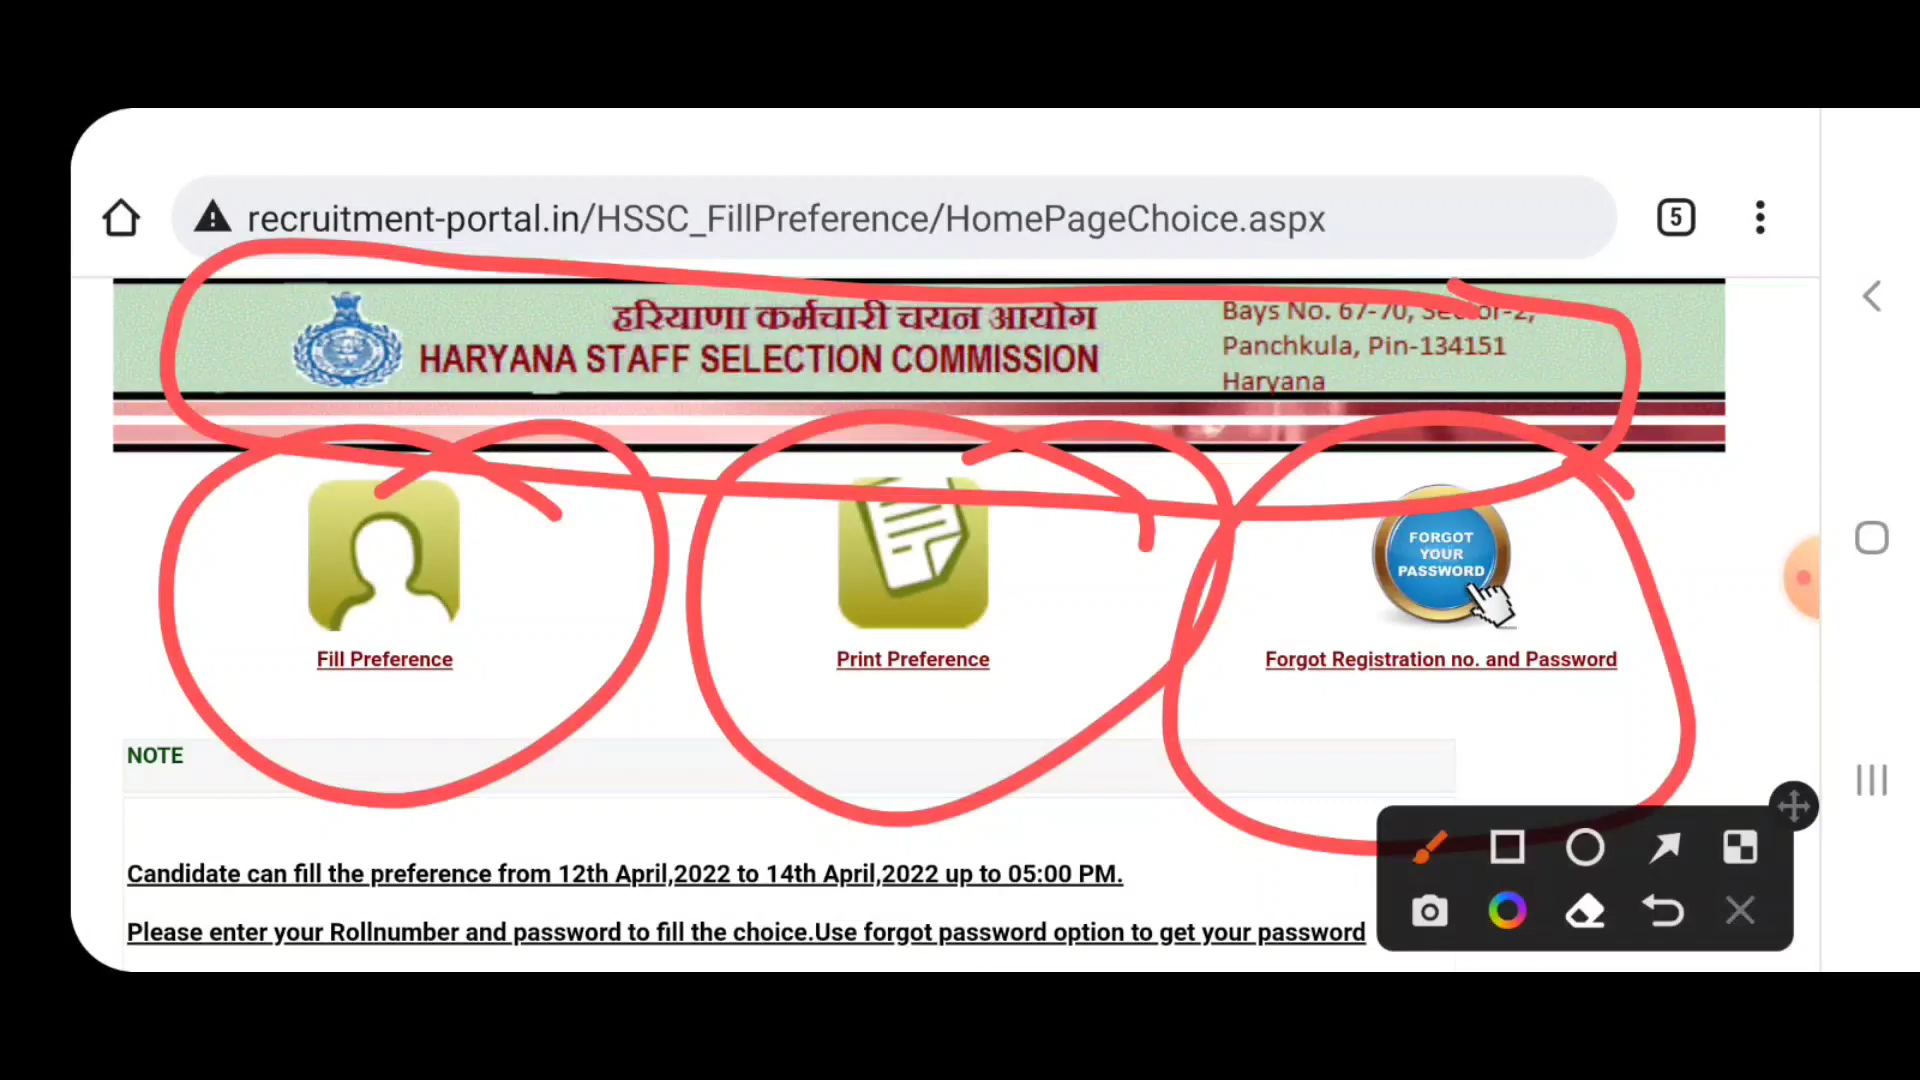 recruitment-portal.in/HSSC_FillPreference/HomePageChoice.aspx
5
हरियाणा कर्मचारी चयन आयोग
HARYANA STAFF SELECTION COMMISSION
Bays No. 67-70, Sector-2,
Panchkula, Pin-134151
Haryana
FORGOT
YOUR
PASSWORD
Fill Preference
Print Preference
Forgot Registration no. and Password
NOTE
Candidate can fill the preference from 12th April,2022 to 14th April,2022 up to 05:00 PM.
Please enter your Rollnumber and password to fill the choice.Use forgot password option to get your password